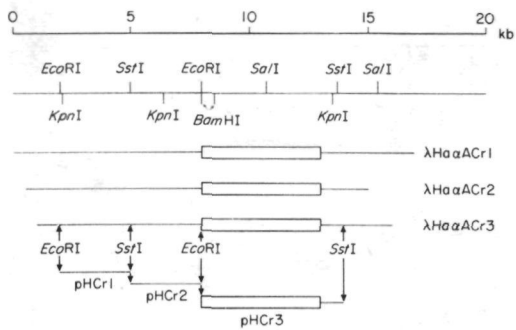 0 5 10 15 20
kb
EcoRI SstI EcoRI SalI SstI SalI
KpnI KpnI BamHI KpnI
λHaαACr1
λHaαACr2
λHaαACr3
EcoRI SstI EcoRI SstI
pHCr1
pHCr2
pHCr3